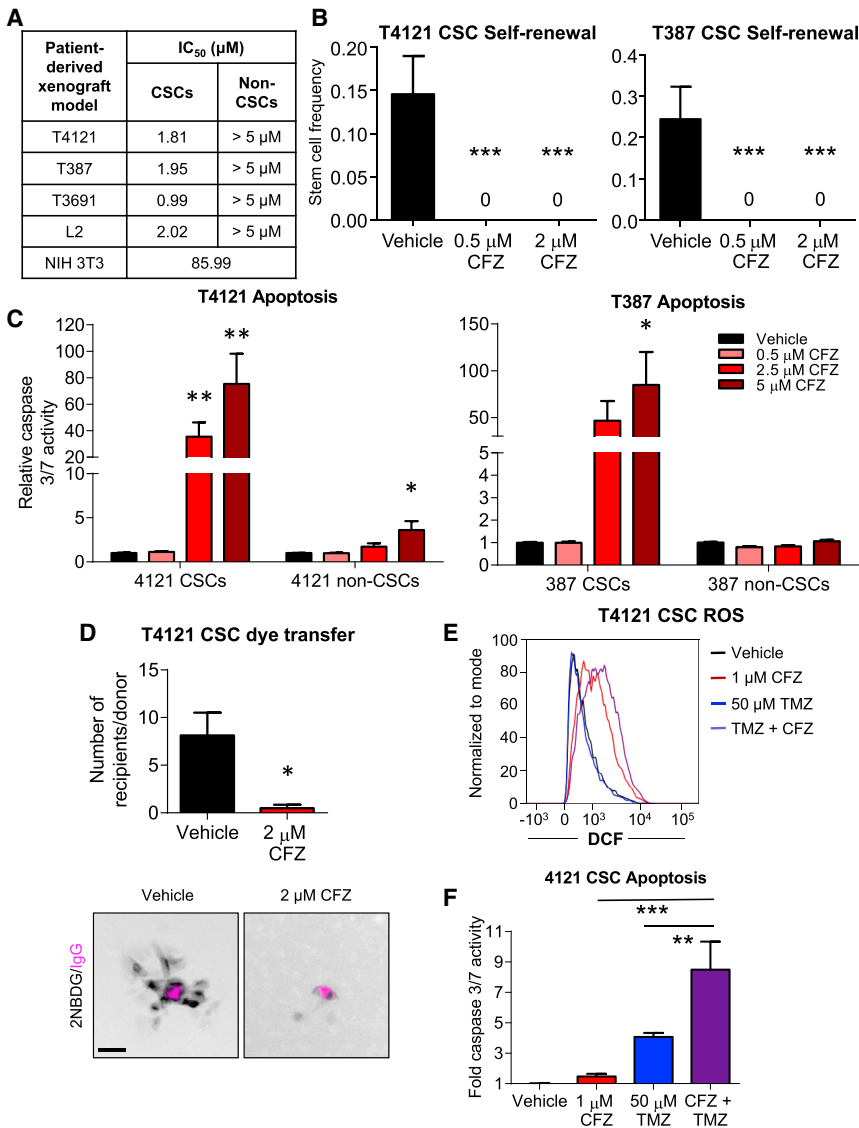 A
Patient-derived xenograft model
IC50 (µM)
CSCs
Non-CSCs
T4121 1.81 > 5 µM
T387 1.95 > 5 µM
T3691 0.99 > 5 µM
L2 2.02 > 5 µM
NIH 3T3 85.99
B
T4121 CSC Self-renewal
Stem cell frequency
0.20
0.15
0.10
0.05
0.00
*** ***
0 0
Vehicle 0.5 µM CFZ 2 µM CFZ
T387 CSC Self-renewal
0.4
0.3
0.2
0.1
0.0
*** ***
0 0
Vehicle 0.5 µM CFZ 2 µM CFZ
C
T4121 Apoptosis
Relative caspase 3/7 activity
120
100
80
60
40
20
10
5
0
** **
*
4121 CSCs 4121 non-CSCs
T387 Apoptosis
150
100
50
5
4
3
2
1
0
*
387 CSCs 387 non-CSCs
Vehicle
0.5 µM CFZ
2.5 µM CFZ
5 µM CFZ
D
T4121 CSC dye transfer
Number of recipients/donor
15
10
5
0
*
Vehicle 2 µM CFZ
Vehicle 2 µM CFZ
2NBDG/IgG
E
T4121 CSC ROS
Normalized to mode
100
80
60
40
20
0
-10³ 0 10³ 10⁴ 10⁵
DCF
Vehicle
1 µM CFZ
50 µM TMZ
TMZ + CFZ
F
4121 CSC Apoptosis
***
**
Fold caspase 3/7 activity
11
9
7
5
3
1
Vehicle 1 µM CFZ 50 µM TMZ CFZ + TMZ